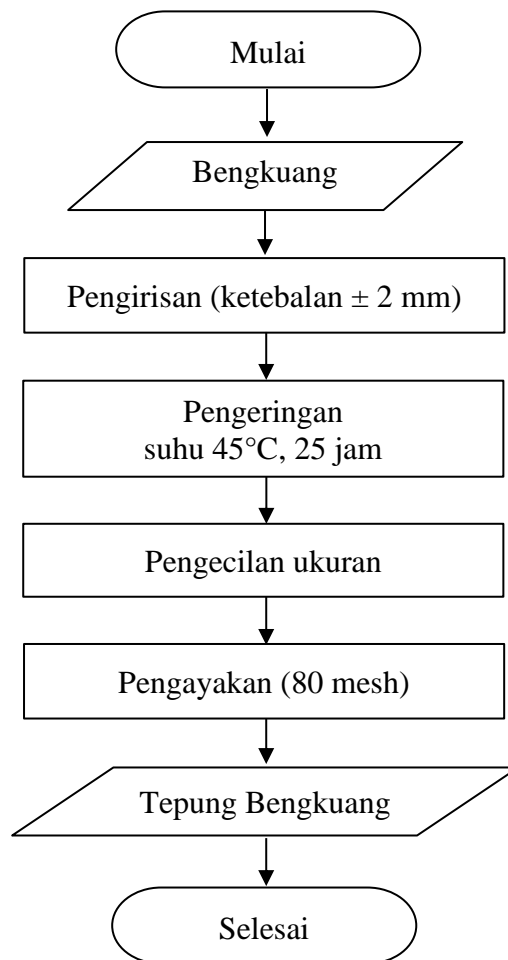 Mulai
Bengkuang
Pengirisan (ketebalan ± 2 mm)
Pengeringan
suhu 45°C, 25 jam
Pengecilan ukuran
Pengayakan (80 mesh)
Tepung Bengkuang
Selesai